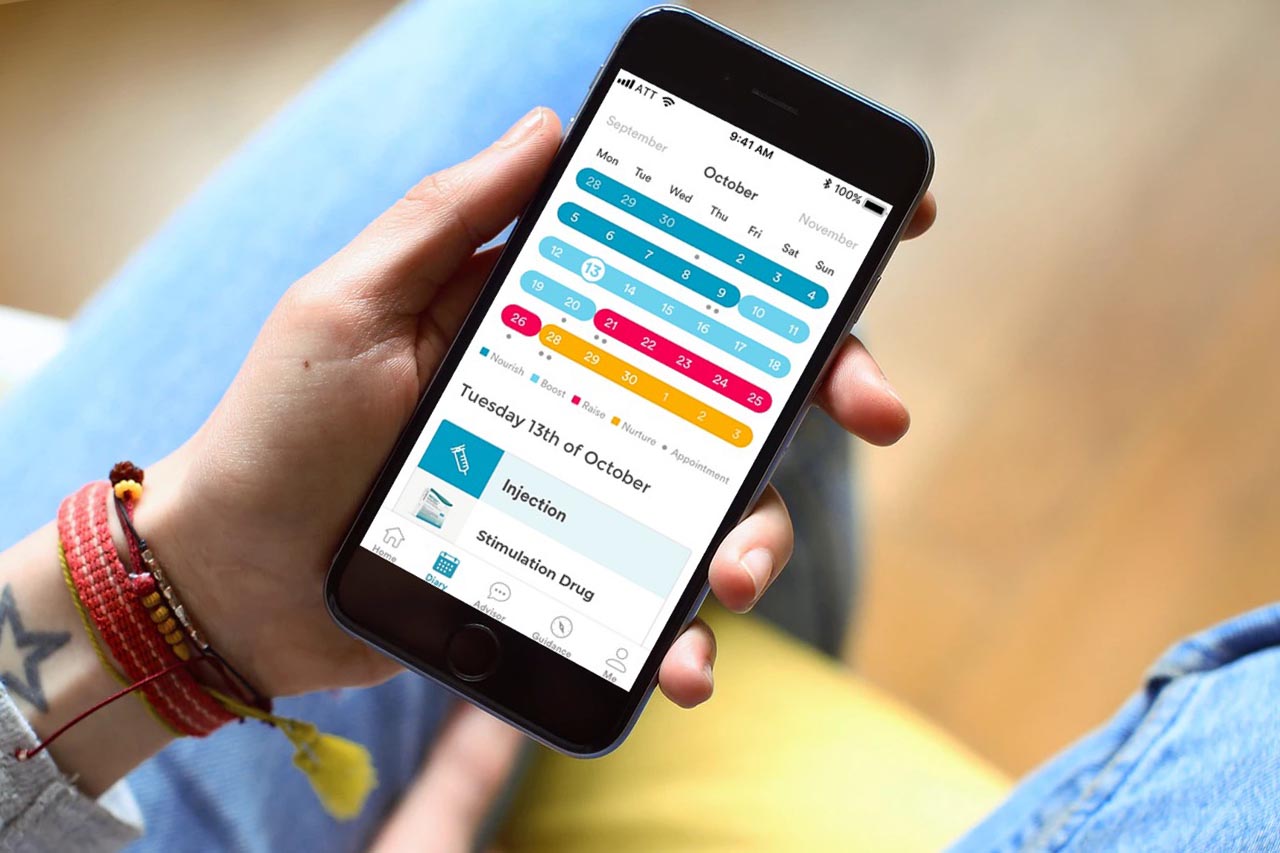 ATT 9:41 AM 100%
September October November
Mon Tue Wed Thu Fri Sat Sun
28 29 30 2 3 4
5 6 7 8 9 10 11
12 13 14 15 16 17 18
19 20 21 22 23 24 25
26 28 29 30 1 2 3
Nourish Boost Raise Nurture Appointment
Tuesday 13th of October
Injection
Stimulation Drug
Home Diary Advisor Guidance Me